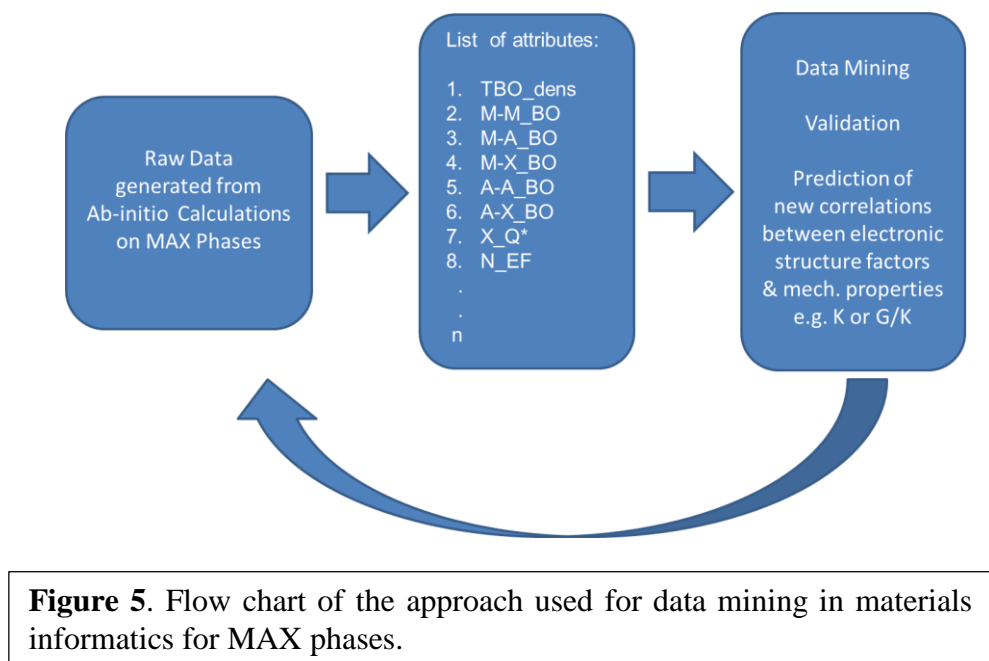 Raw Data
generated from
Ab-initio Calculations
on MAX Phases
List of attributes:
1. TBO_dens
2. M-M_BO
3. M-A_BO
4. M-X_BO
5. A-A_BO
6. A-X_BO
7. X_Q*
8. N_EF
.
.
n
Data Mining
Validation
Prediction of
new correlations
between electronic
structure factors
& mech. properties
e.g. K or G/K
Figure 5. Flow chart of the approach used for data mining in materials
informatics for MAX phases.